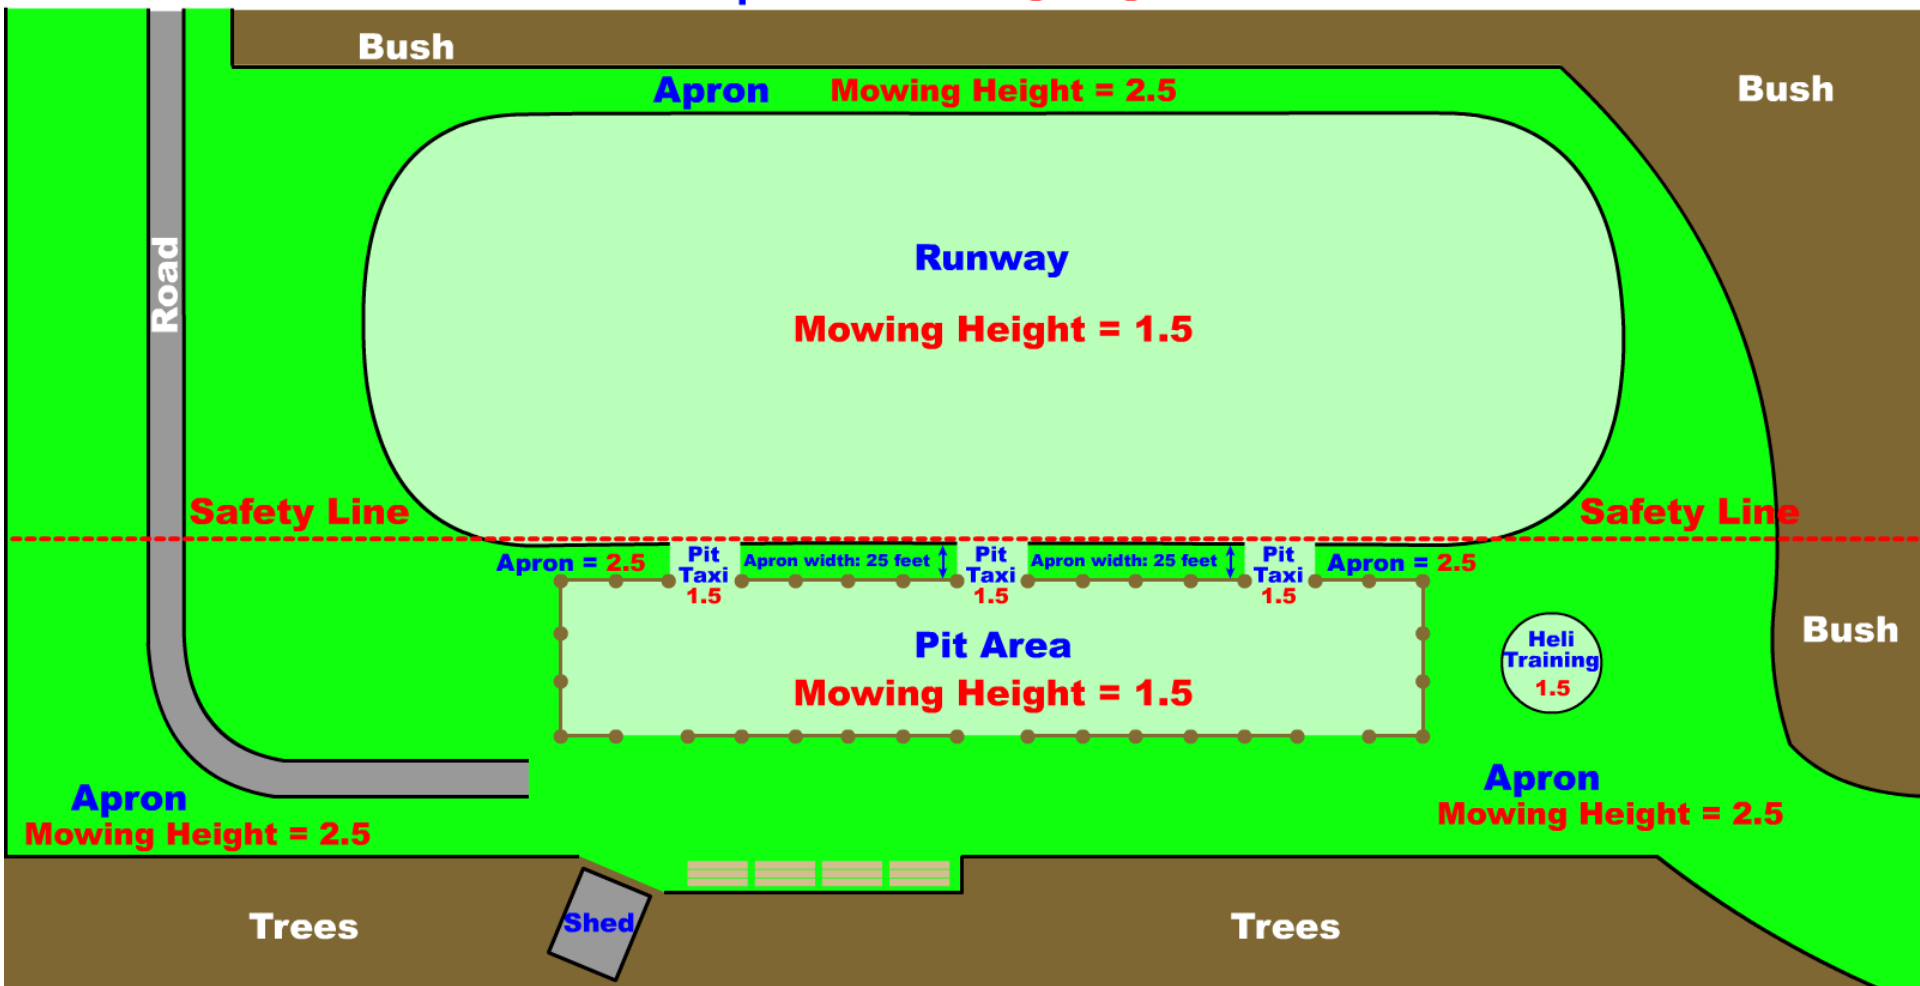 Bush
Bush
Apron Mowing Height = 2.5
Road
Runway
Mowing Height = 1.5
Safety Line
Safety Line
Apron = 2.5
Pit
Taxi
1.5
Apron width: 25 feet
Pit
Taxi
1.5
Apron width: 25 feet
Pit
Taxi
1.5
Apron = 2.5
Pit Area
Mowing Height = 1.5
Heli
Training
1.5
Bush
Apron
Mowing Height = 2.5
Apron
Mowing Height = 2.5
Trees
Shed
Trees